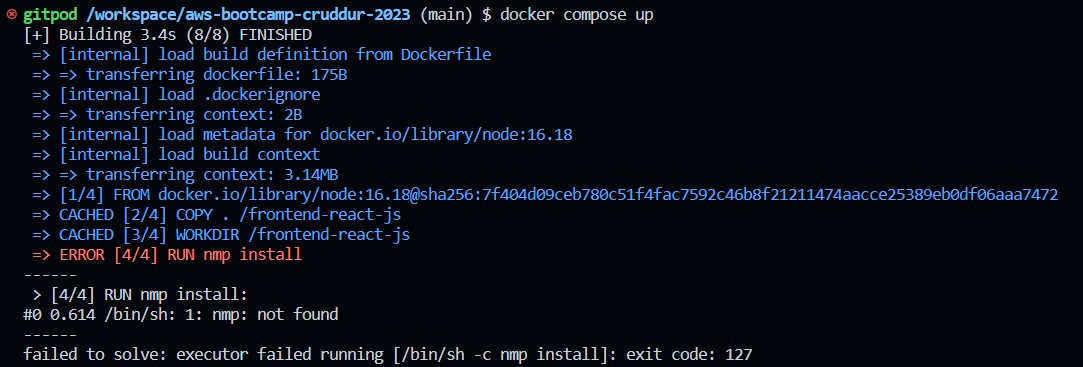 gitpod /workspace/aws-bootcamp-cruddur-2023 (main) $ docker compose up
[+] Building 3.4s (8/8) FINISHED
=> [internal] load build definition from Dockerfile
=> => transferring dockerfile: 175B
=> [internal] load .dockerignore
=> => transferring context: 2B
=> [internal] load metadata for docker.io/library/node:16.18
=> [internal] load build context
=> => transferring context: 3.14MB
=> [1/4] FROM docker.io/library/node:16.18@sha256:7f404d09ceb780c51f4fac7592c46b8f21211474aacce25389eb0df06aaa7472
=> CACHED [2/4] COPY . /frontend-react-js
=> CACHED [3/4] WORKDIR /frontend-react-js
=> ERROR [4/4] RUN nmp install
------
> [4/4] RUN nmp install:
#0 0.614 /bin/sh: 1: nmp: not found
------
failed to solve: executor failed running [/bin/sh -c nmp install]: exit code: 127